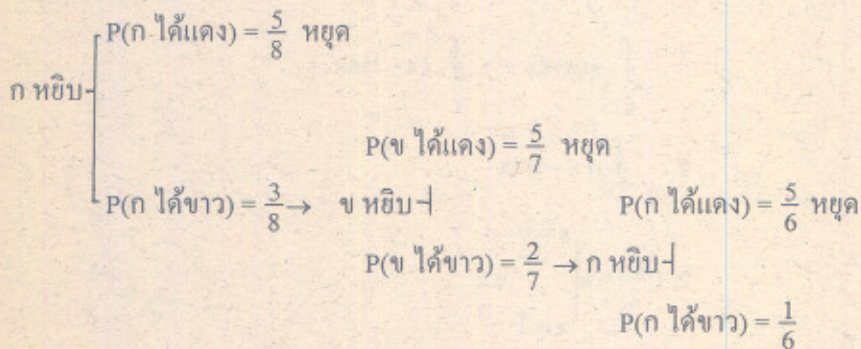 P(ก ได้แดง) = 5/8 หยุด
ก หยิบ
P(ข ได้แดง) = 5/7 หยุด
P(ก ได้ขาว) = 3/8 → ข หยิบ
P(ก ได้แดง) = 5/6 หยุด
P(ข ได้ขาว) = 2/7 → ก หยิบ
P(ก ได้ขาว) = 1/6